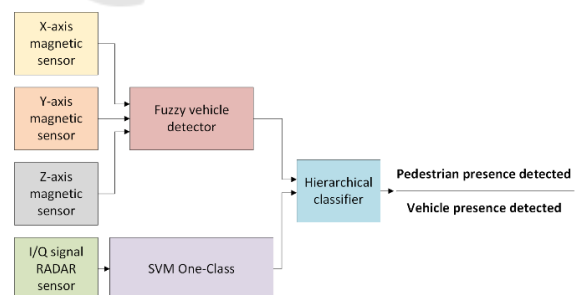 X-axis
magnetic
sensor
Y-axis
magnetic
sensor
Z-axis
magnetic
sensor
I/Q signal
RADAR
sensor
Fuzzy vehicle
detector
SVM One-Class
Hierarchical
classifier
Pedestrian presence detected
Vehicle presence detected